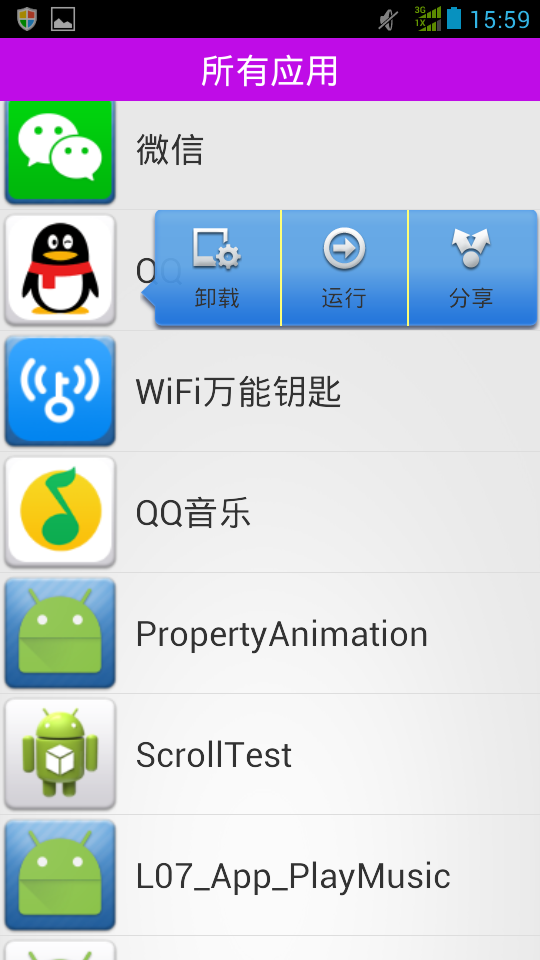 3G
1X
15:59
所有应用
微信
QQ
卸载
运行
分享
WiFi万能钥匙
QQ音乐
PropertyAnimation
ScrollTest
L07_App_PlayMusic